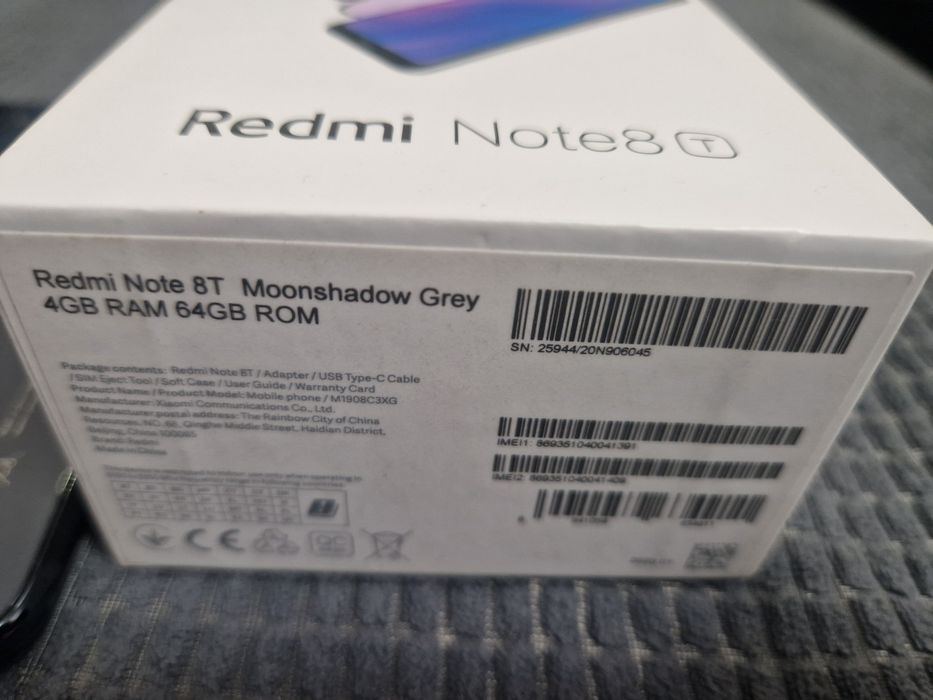 Redmi Note8 T
Redmi Note 8T Moonshadow Grey
4GB RAM 64GB ROM
SN: 25944/20N906045
Package contents: Redmi Note 8T / Adapter / USB Type-C Cable
/ SIM Eject Tool / Soft Case / User Guide / Warranty Card
Product Name / Product Model: Mobile phone / M1908C3XG
Manufacturer: Xiaomi Communications Co., Ltd.
Manufacturer postal address: The Rainbow City of China
Resources, NO.68, Qinghe Middle Street, Haidian District,
Beijing, China 100085
Brand: Redmi
Made in China
IMEI1: 869351040041391
IMEI2: 869351040041409
CE